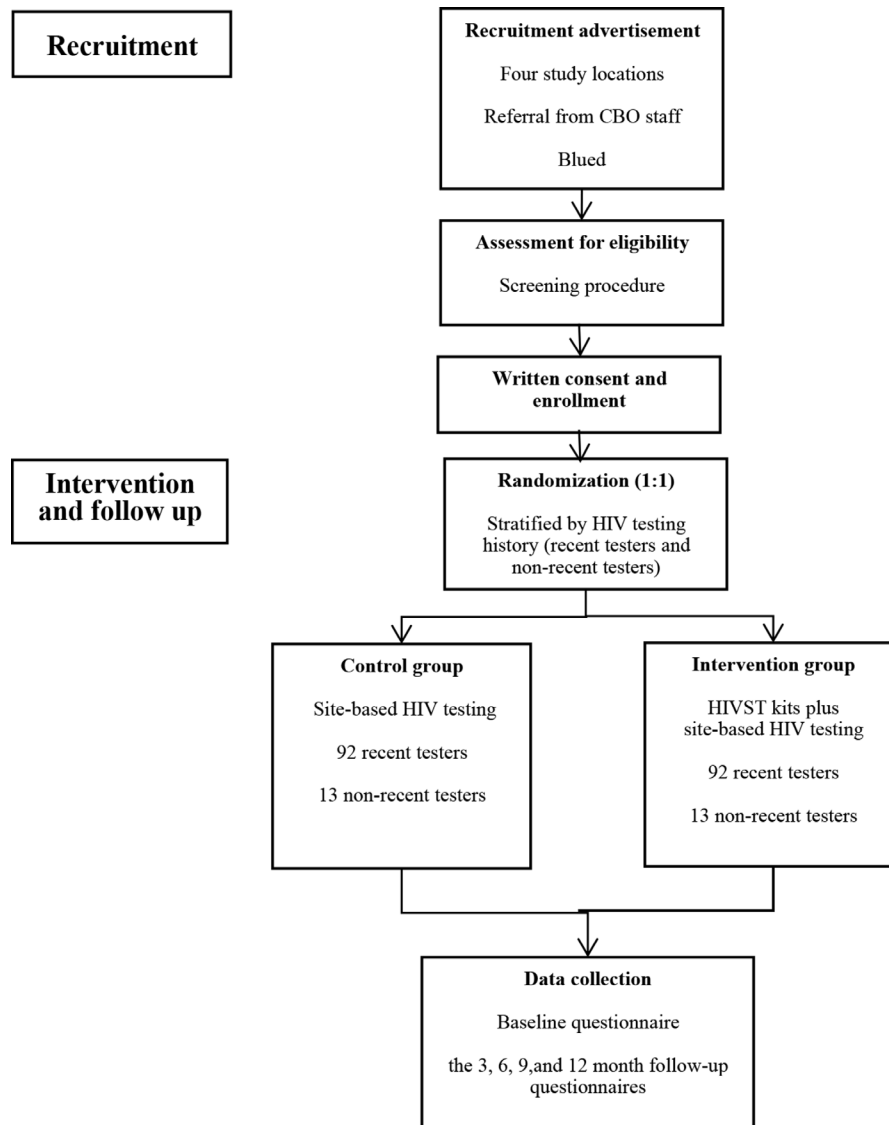 Recruitment
Recruitment advertisement
Four study locations
Referral from CBO staff
Blued
Assessment for eligibility
Screening procedure
Written consent and
enrollment
Intervention
and follow up
Randomization (1:1)
Stratified by HIV testing
history (recent testers and
non-recent testers)
Control group
Site-based HIV testing
92 recent testers
13 non-recent testers
Intervention group
HIVST kits plus
site-based HIV testing
92 recent testers
13 non-recent testers
Data collection
Baseline questionnaire
the 3, 6, 9,and 12 month follow-up
questionnaires